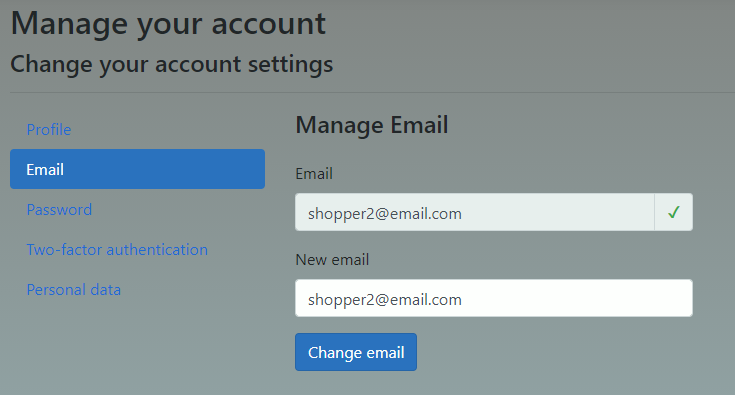 Manage your account
Change your account settings
Profile
Email
Password
Two-factor authentication
Personal data
Manage Email
Email
shopper2@email.com
New email
shopper2@email.com
Change email